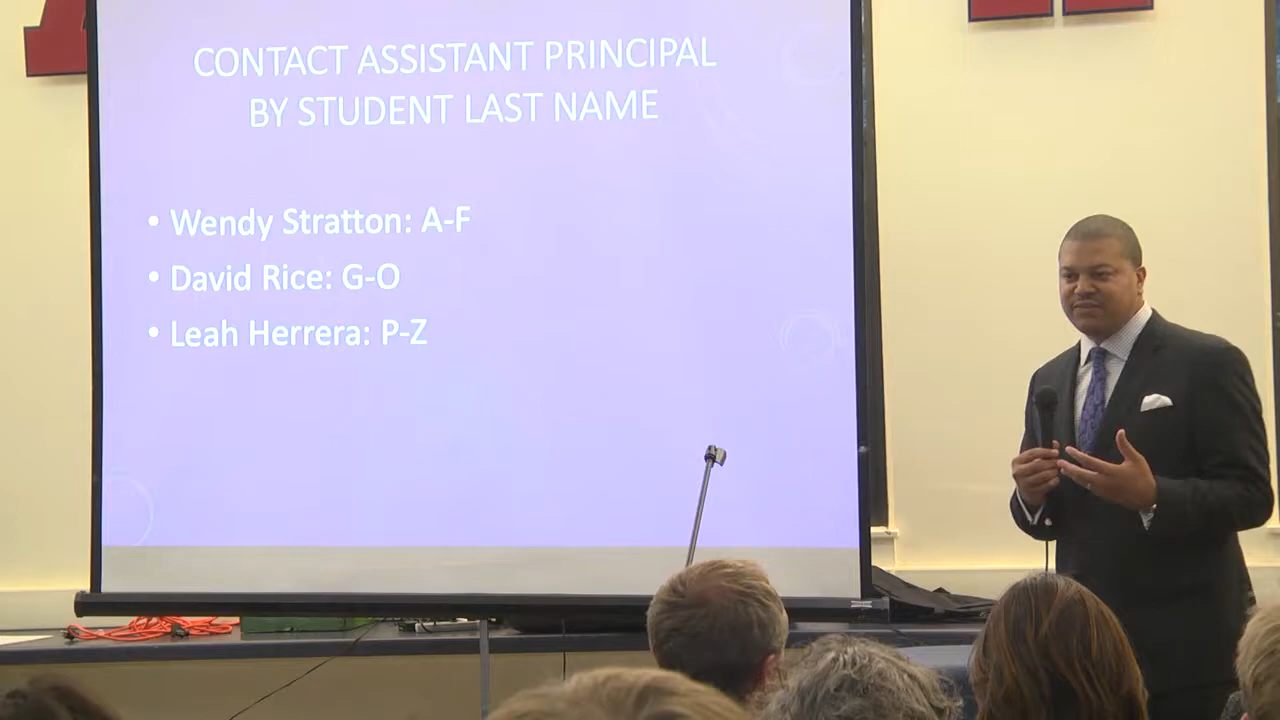 CONTACT ASSISTANT PRINCIPAL
BY STUDENT LAST NAME
• Wendy Stratton: A-F
• David Rice: G-O
• Leah Herrera: P-Z